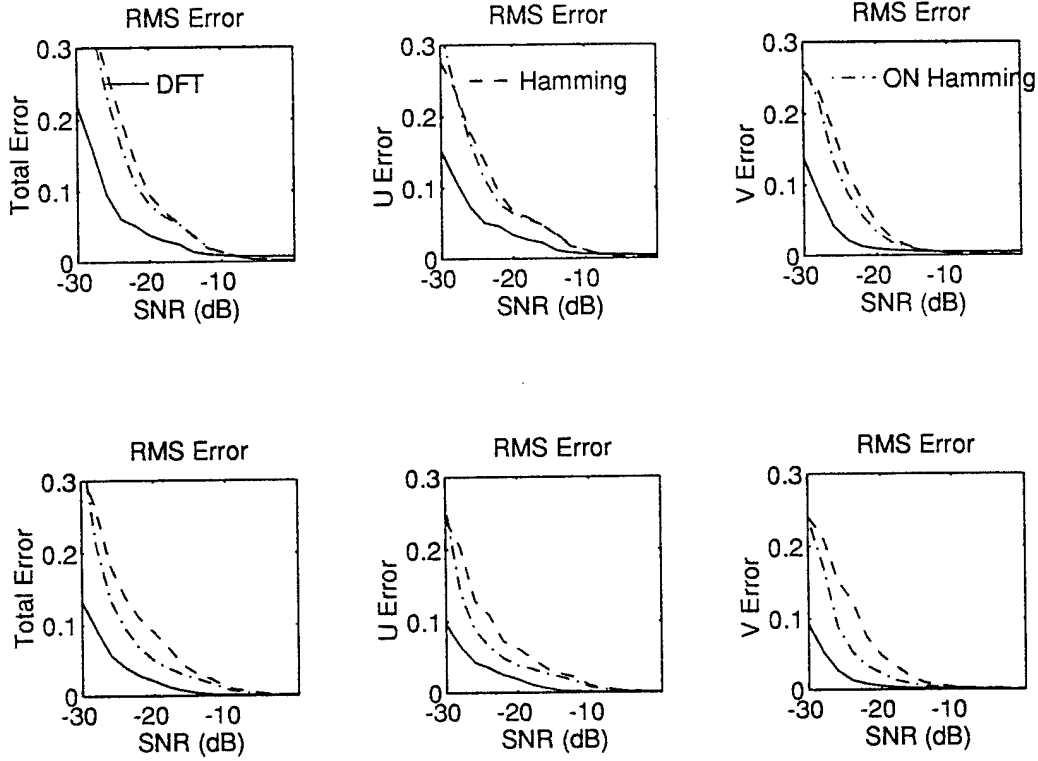 RMS Error
0.3
DFT
0.2
0.1
0
Total Error
-30
-20
-10
SNR (dB)
RMS Error
0.3
Hamming
0.2
0.1
0
U Error
-30
-20
-10
SNR (dB)
RMS Error
0.3
ON Hamming
0.2
0.1
0
V Error
-30
-20
-10
SNR (dB)
RMS Error
0.3
0.2
0.1
0
Total Error
-30
-20
-10
SNR (dB)
RMS Error
0.3
0.2
0.1
0
U Error
-30
-20
-10
SNR (dB)
RMS Error
0.3
0.2
0.1
0
V Error
-30
-20
-10
SNR (dB)